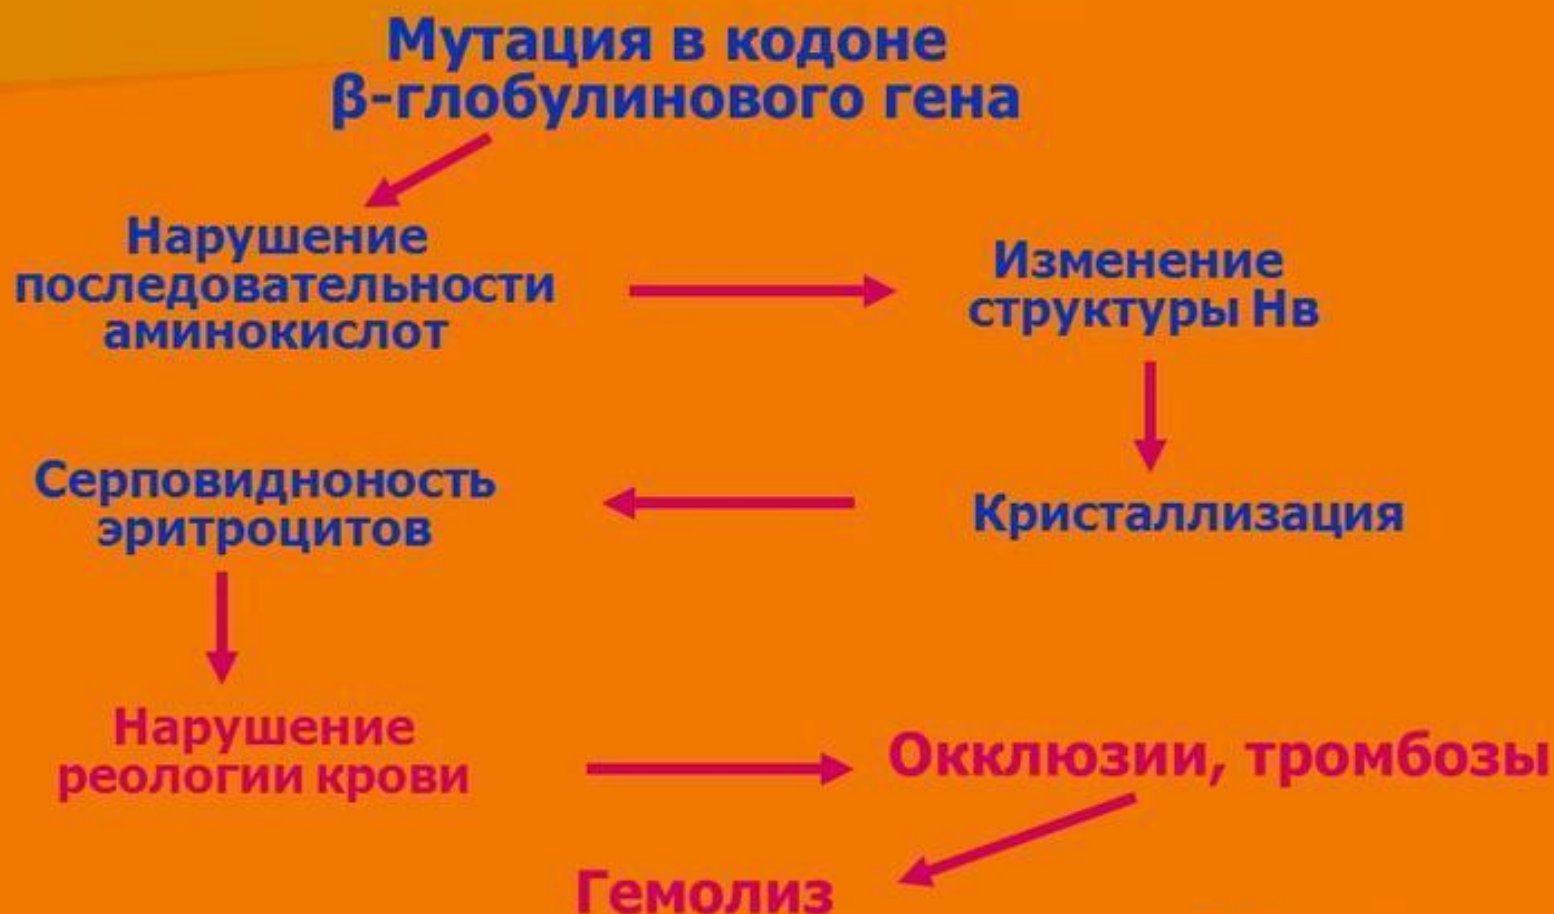 Мутация в кодоне
β-глобулинового гена
Нарушение
последовательности
аминокислот
Изменение
структуры Нв
Серповидноность
эритроцитов
Кристаллизация
Нарушение
реологии крови
Окклюзии, тромбозы
Гемолиз